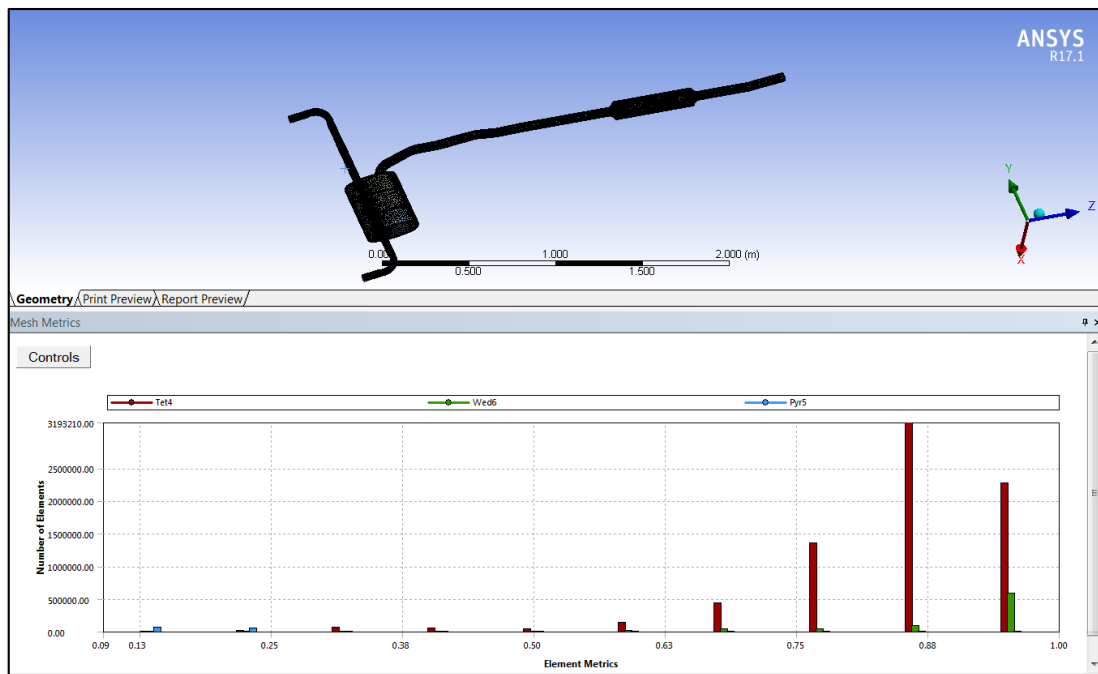 ANSYS
R17.1
Y
Z
X
0.00 1.000 2.000 (m)
0.500 1.500
Geometry Print Preview Report Preview
Mesh Metrics
Controls
Tet4 Wed6 Pyr5
Number of Elements
3193210.00
2500000.00
2000000.00
1500000.00
1000000.00
500000.00
0.00
0.09 0.13 0.25 0.38 0.50 0.63 0.75 0.88 1.00
Element Metrics